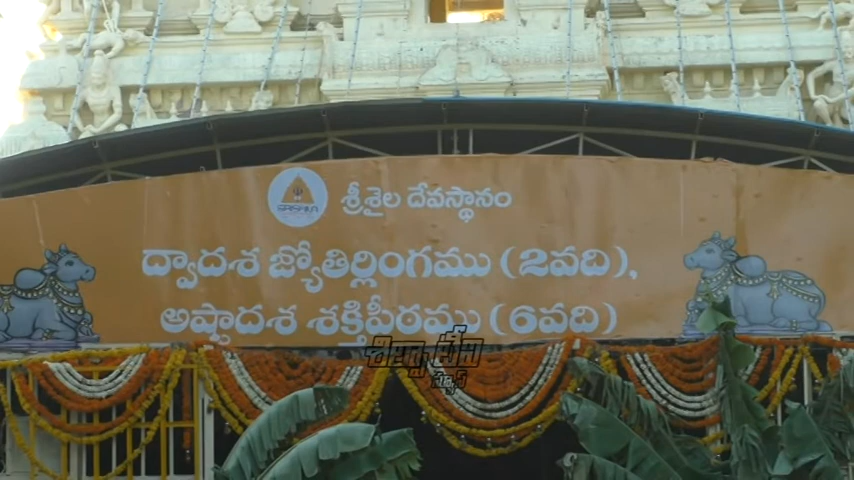 శ్రీశైల దేవస్థానం
ద్వాదశ జ్యోతిర్లింగము (2వది),
అష్టాదశ శక్తిపీఠము (6వది)